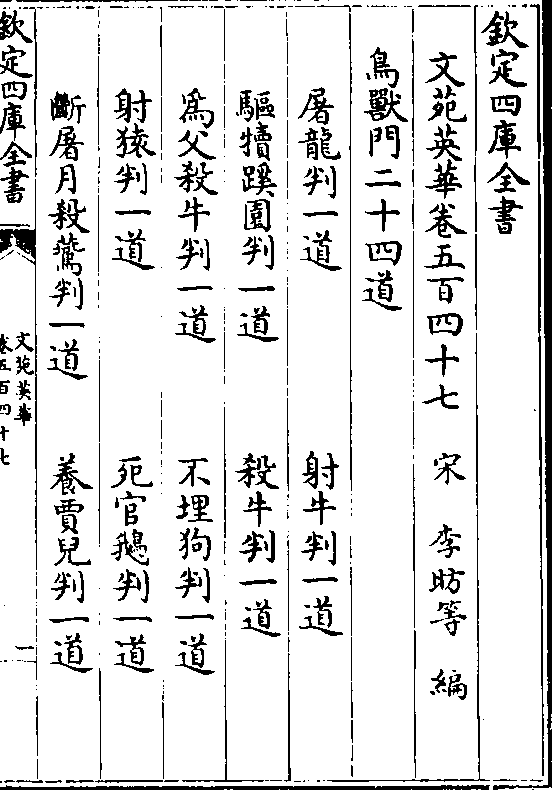 欽定四庫全書
文苑英華卷五百四十七　宋　李昉等　編
鳥獸門二十四道
屠龍判一道　射牛判一道
驅犢蹊園判一道　殺牛判一道
為父殺牛判一道　不埋狗判一道
射猿判一道　死官鵝判一道
斷屠月殺鷰判一道　養賈兒判一道
欽定四庫全書　文苑英華　卷五百四十七　一